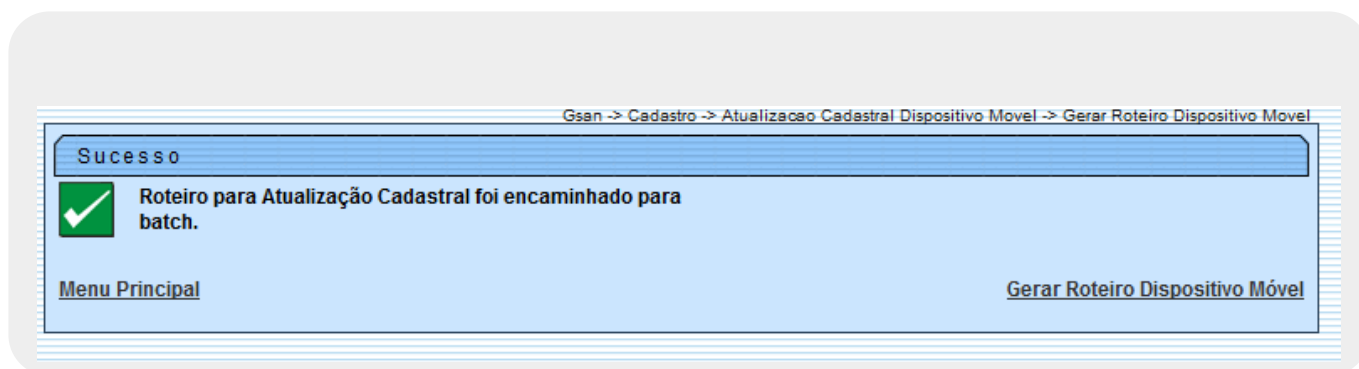 Gsan -> Cadastro -> Atualizacao Cadastral Dispositivo Movel -> Gerar Roteiro Dispositivo Movel
Sucesso
Roteiro para Atualização Cadastral foi encaminhado para
batch.
Menu Principal
Gerar Roteiro Dispositivo Móvel